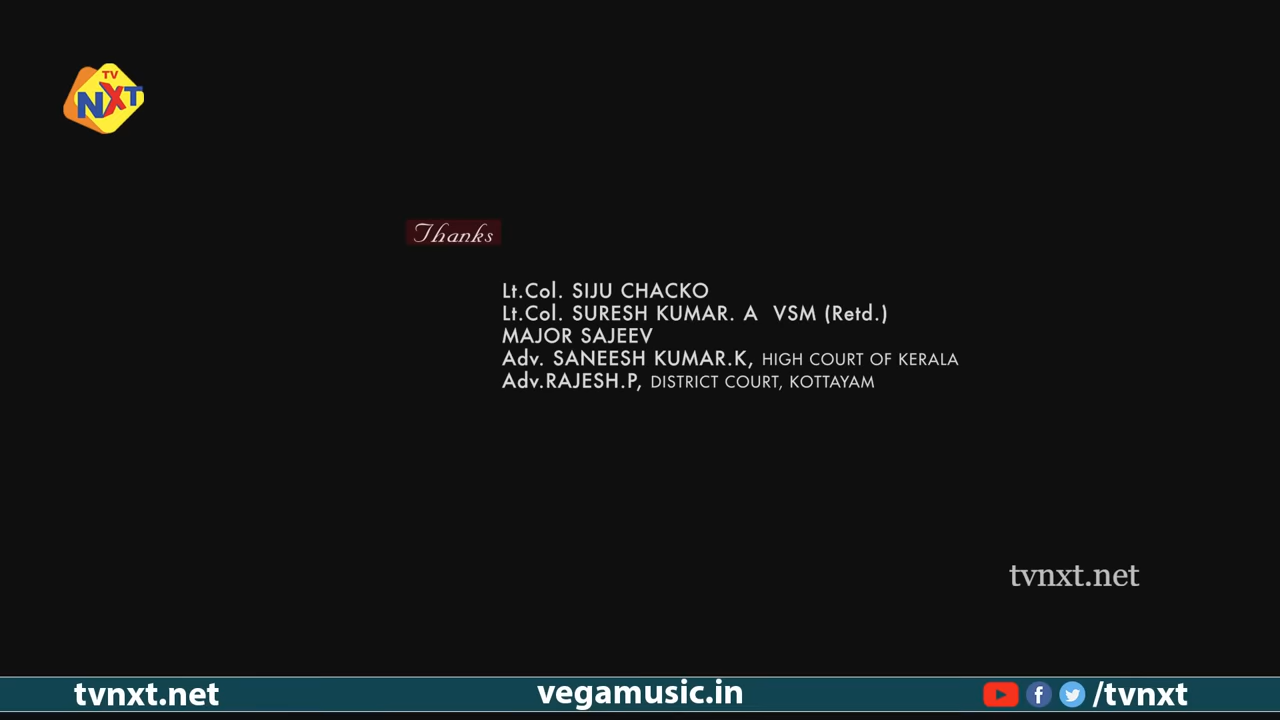 TV
NXT
Thanks
Lt.Col. SIJU CHACKO
Lt.Col. SURESH KUMAR. A VSM (Retd.)
MAJOR SAJEEV
Adv. SANEESH KUMAR.K, HIGH COURT OF KERALA
Adv.RAJESH.P, DISTRICT COURT, KOTTAYAM
tvnxt.net
tvnxt.net vegamusic.in /tvnxt